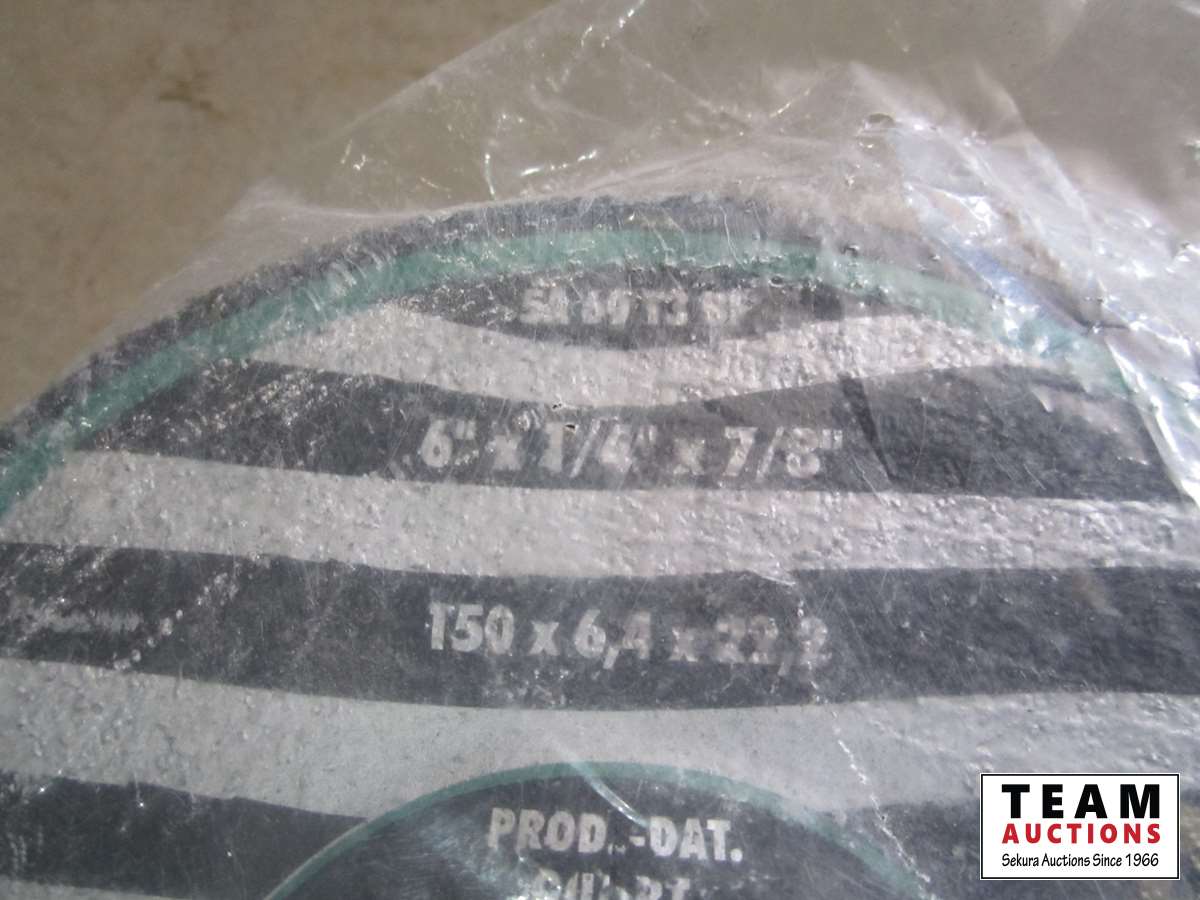 6" x 1/4" x 7/8"
150 x 6,4 x 22,2
PROD.-DAT.
TEAM
AUCTIONS
Sekura Auctions Since 1966